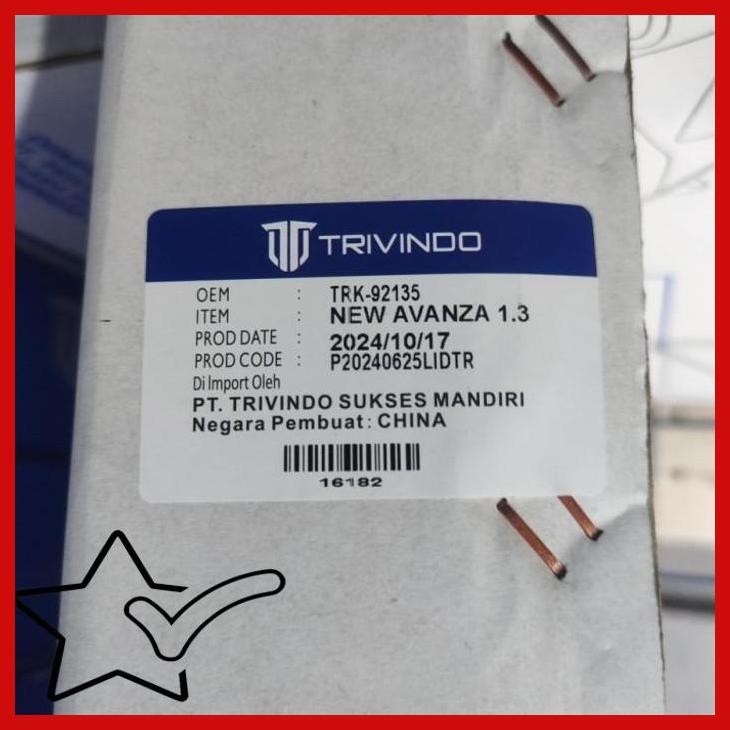 TRIVINDO
OEM : TRK-92135
ITEM : NEW AVANZA 1.3
PROD DATE : 2024/10/17
PROD CODE : P20240625LIDTR
Di Import Oleh
PT. TRIVINDO SUKSES MANDIRI
Negara Pembuat: CHINA
16182